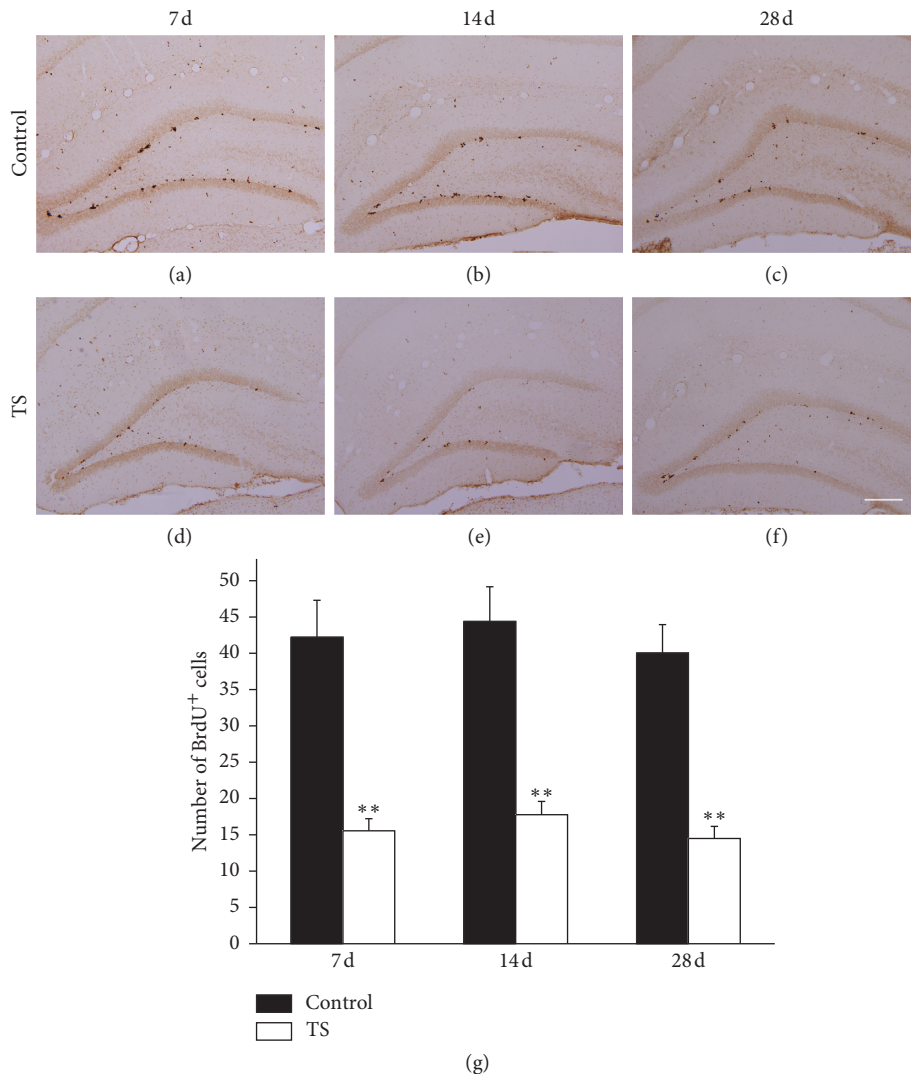 7 d 14 d 28 d
Control
(a) (b) (c)
TS
(d) (e) (f)
Number of BrdU⁺ cells
50
45
40
35
30
25
20
15
10
5
0
** ** **
7 d 14 d 28 d
Control
TS
(g)